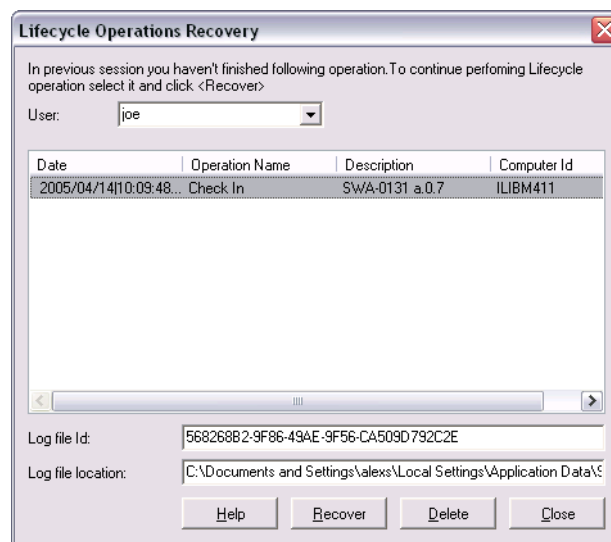 Lifecycle Operations Recovery
In previous session you haven't finished following operation.To continue perfoming Lifecycle
operation select it and click <Recover>
User: joe
Date Operation Name Description Computer Id
2005/04/14|10:09:48... Check In SWA-0131 a.0.7 ILIBM411
Log file Id: 568268B2-9F86-49AE-9F56-CA509D792C2E
Log file location: C:\Documents and Settings\alexs\Local Settings\Application Data\S
Help Recover Delete Close